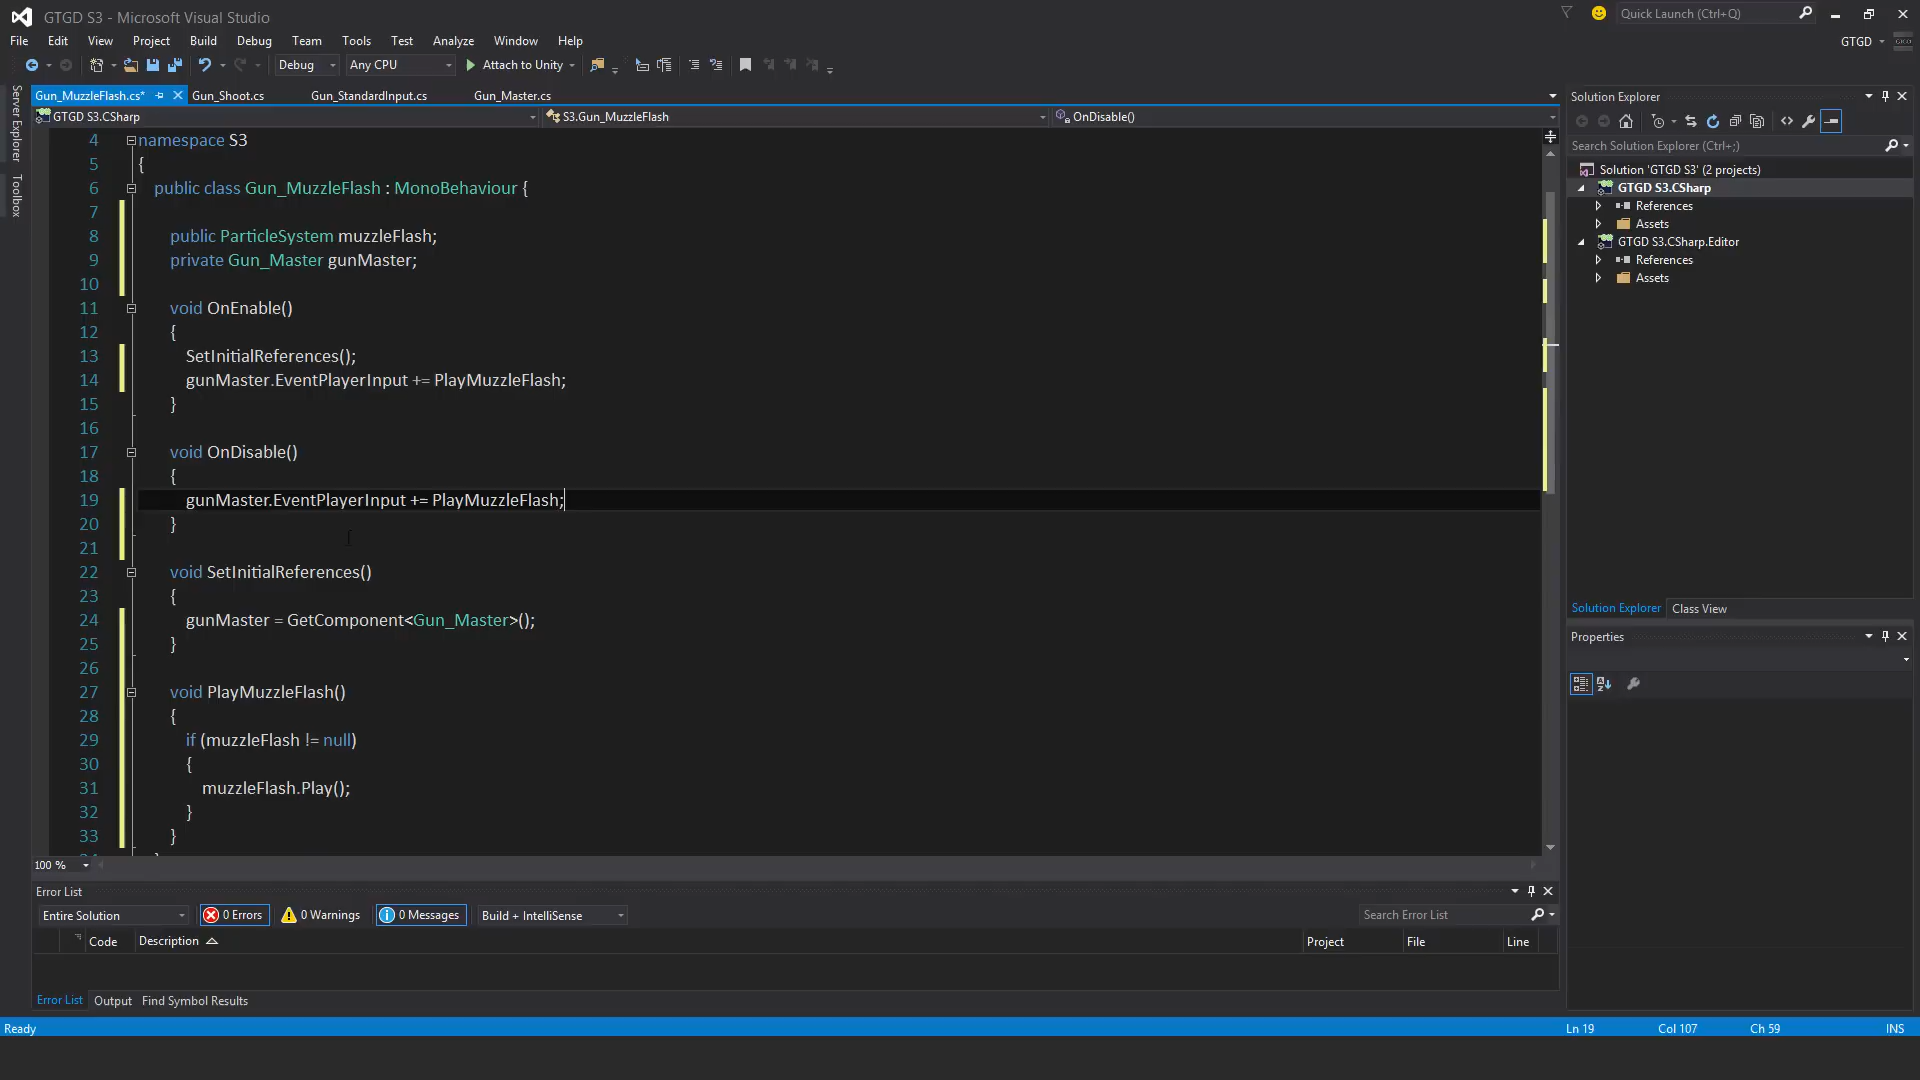 GTGD S3 - Microsoft Visual Studio
Quick Launch (Ctrl+Q)
File Edit View Project Build Debug Team Tools Test Analyze Window Help
GTGD
Debug Any CPU Attach to Unity
Gun_MuzzleFlash.cs* Gun_Shoot.cs Gun_StandardInput.cs Gun_Master.cs
GTGD S3.CSharp S3.Gun_MuzzleFlash OnDisable()
Server Explorer
Toolbox
4 namespace S3
5 {
6 public class Gun_MuzzleFlash : MonoBehaviour {
7
8 public ParticleSystem muzzleFlash;
9 private Gun_Master gunMaster;
10
11 void OnEnable()
12 {
13 SetInitialReferences();
14 gunMaster.EventPlayerInput += PlayMuzzleFlash;
15 }
16
17 void OnDisable()
18 {
19 gunMaster.EventPlayerInput += PlayMuzzleFlash;
20 }
21
22 void SetInitialReferences()
23 {
24 gunMaster = GetComponent<Gun_Master>();
25 }
26
27 void PlayMuzzleFlash()
28 {
29 if (muzzleFlash != null)
30 {
31 muzzleFlash.Play();
32 }
33 }
100 %
Error List
Entire Solution 0 Errors 0 Warnings 0 Messages Build + IntelliSense Search Error List
Code Description Project File Line
Error List Output Find Symbol Results
Solution Explorer
Search Solution Explorer (Ctrl+;)
Solution 'GTGD S3' (2 projects)
GTGD S3.CSharp
References
Assets
GTGD S3.CSharp.Editor
References
Assets
Solution Explorer Class View
Properties
Ready Ln 19 Col 107 Ch 59 INS